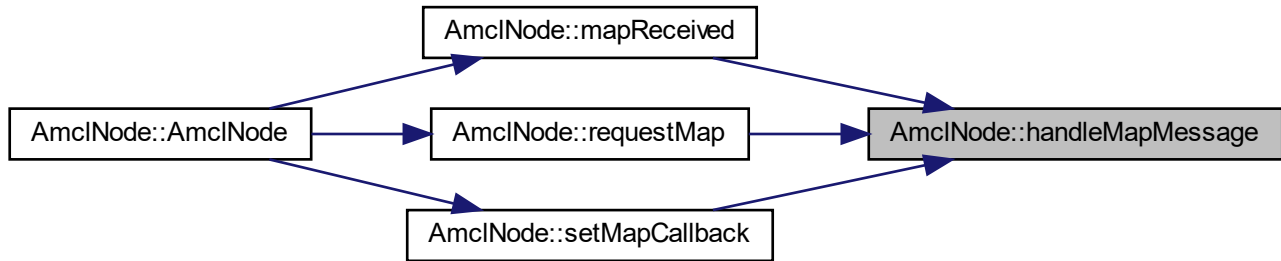 AmclNode::mapReceived
AmclNode::AmclNode
AmclNode::requestMap
AmclNode::handleMapMessage
AmclNode::setMapCallback